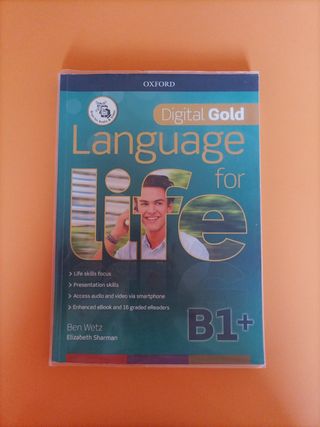 OXFORD
Digital Gold
Language
for
life
Life skills focus
Presentation skills
Access audio and video via smartphone
Enhanced eBook and 16 graded eReaders
Ben Wetz
Elizabeth Sharman
B1+